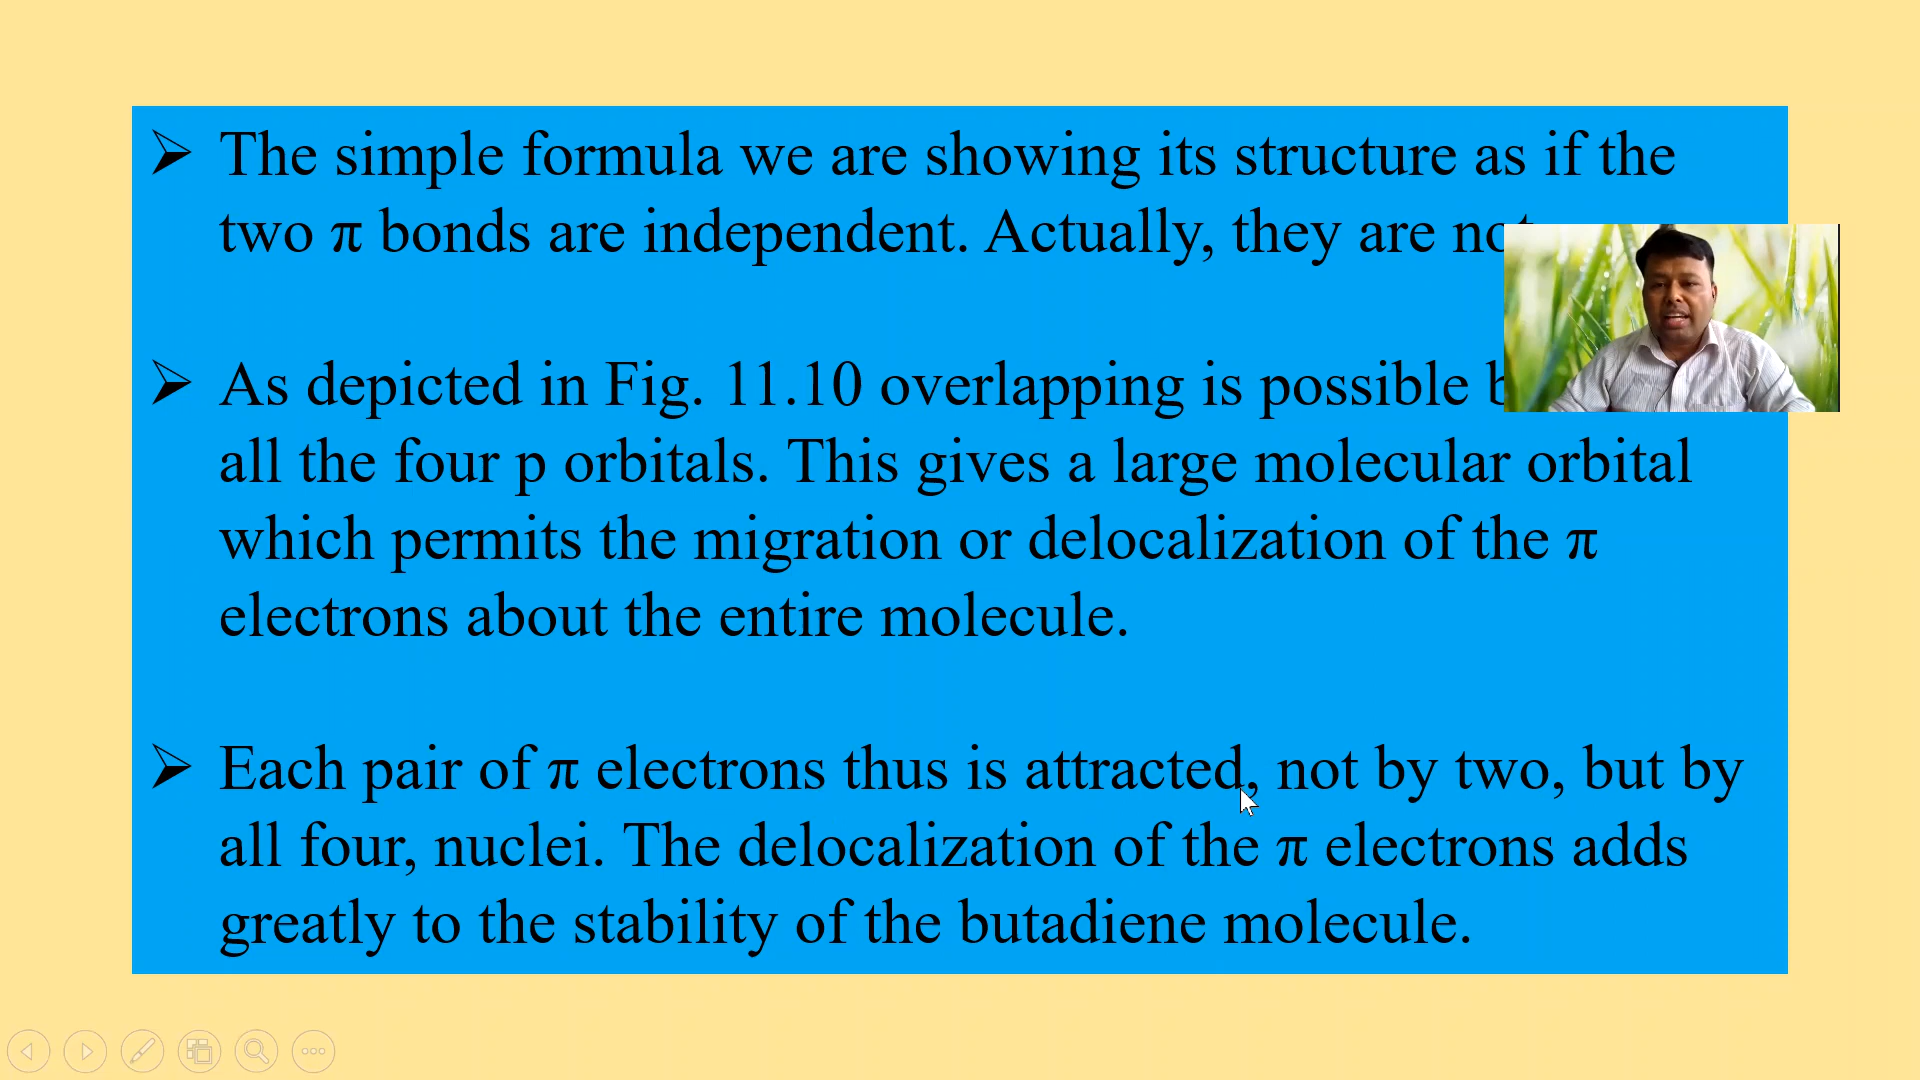 The simple formula we are showing its structure as if the
two π bonds are independent. Actually, they are not
As depicted in Fig. 11.10 overlapping is possible
all the four p orbitals. This gives a large molecular orbital
which permits the migration or delocalization of the π
electrons about the entire molecule.
Each pair of π electrons thus is attracted, not by two, but by
all four, nuclei. The delocalization of the π electrons adds
greatly to the stability of the butadiene molecule.